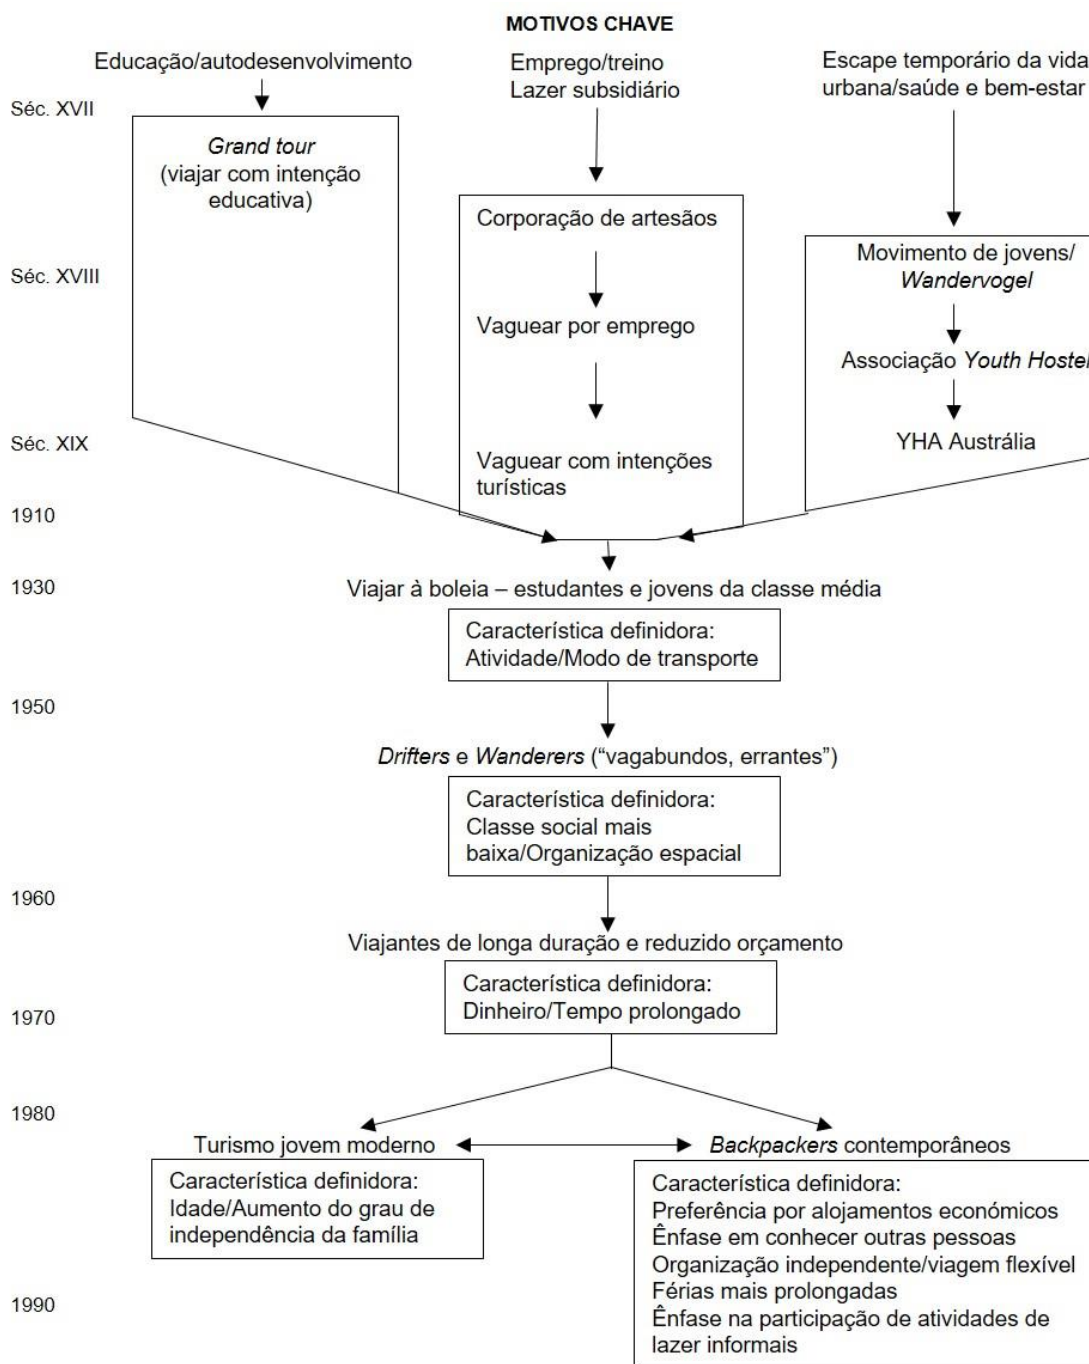 MOTIVOS CHAVE
Educação/autodesenvolvimento
Emprego/treino
Lazer subsidiário
Escape temporário da vida
urbana/saúde e bem-estar
Séc. XVII
Grand tour
(viajar com intenção
educativa)
Corporação de artesãos
Movimento de jovens/
Wandervogel
Séc. XVIII
Vaguear por emprego
Associação Youth Hostel
Séc. XIX
Vaguear com intenções
turísticas
YHA Austrália
1910
1930
Viajar à boleia – estudantes e jovens da classe média
Característica definidora:
Atividade/Modo de transporte
1950
Drifters e Wanderers (“vagabundos, errantes”)
Característica definidora:
Classe social mais
baixa/Organização espacial
1960
Viajantes de longa duração e reduzido orçamento
Característica definidora:
Dinheiro/Tempo prolongado
1970
1980
Turismo jovem moderno
Característica definidora:
Idade/Aumento do grau de
independência da família
Backpackers contemporâneos
Característica definidora:
Preferência por alojamentos económicos
Ênfase em conhecer outras pessoas
Organização independente/viagem flexível
Férias mais prolongadas
Ênfase na participação de atividades de
lazer informais
1990